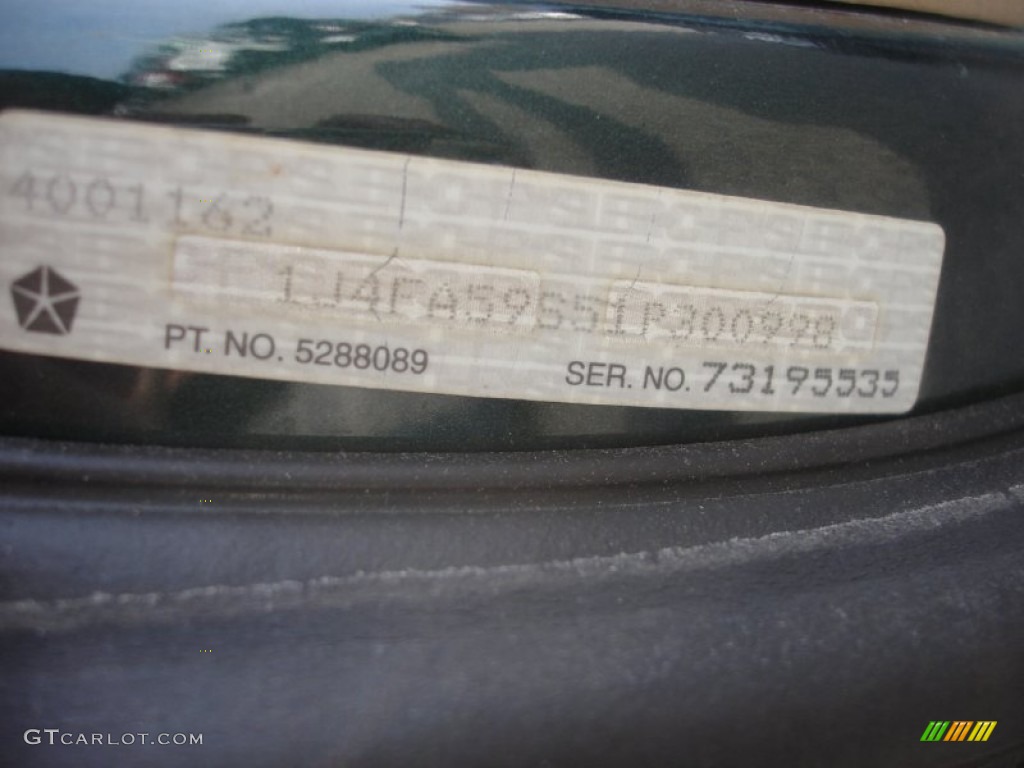 4001162
1J4FA59S51P300998
PT. NO. 5288089
SER. NO. 73195535
GTCARLOT.COM